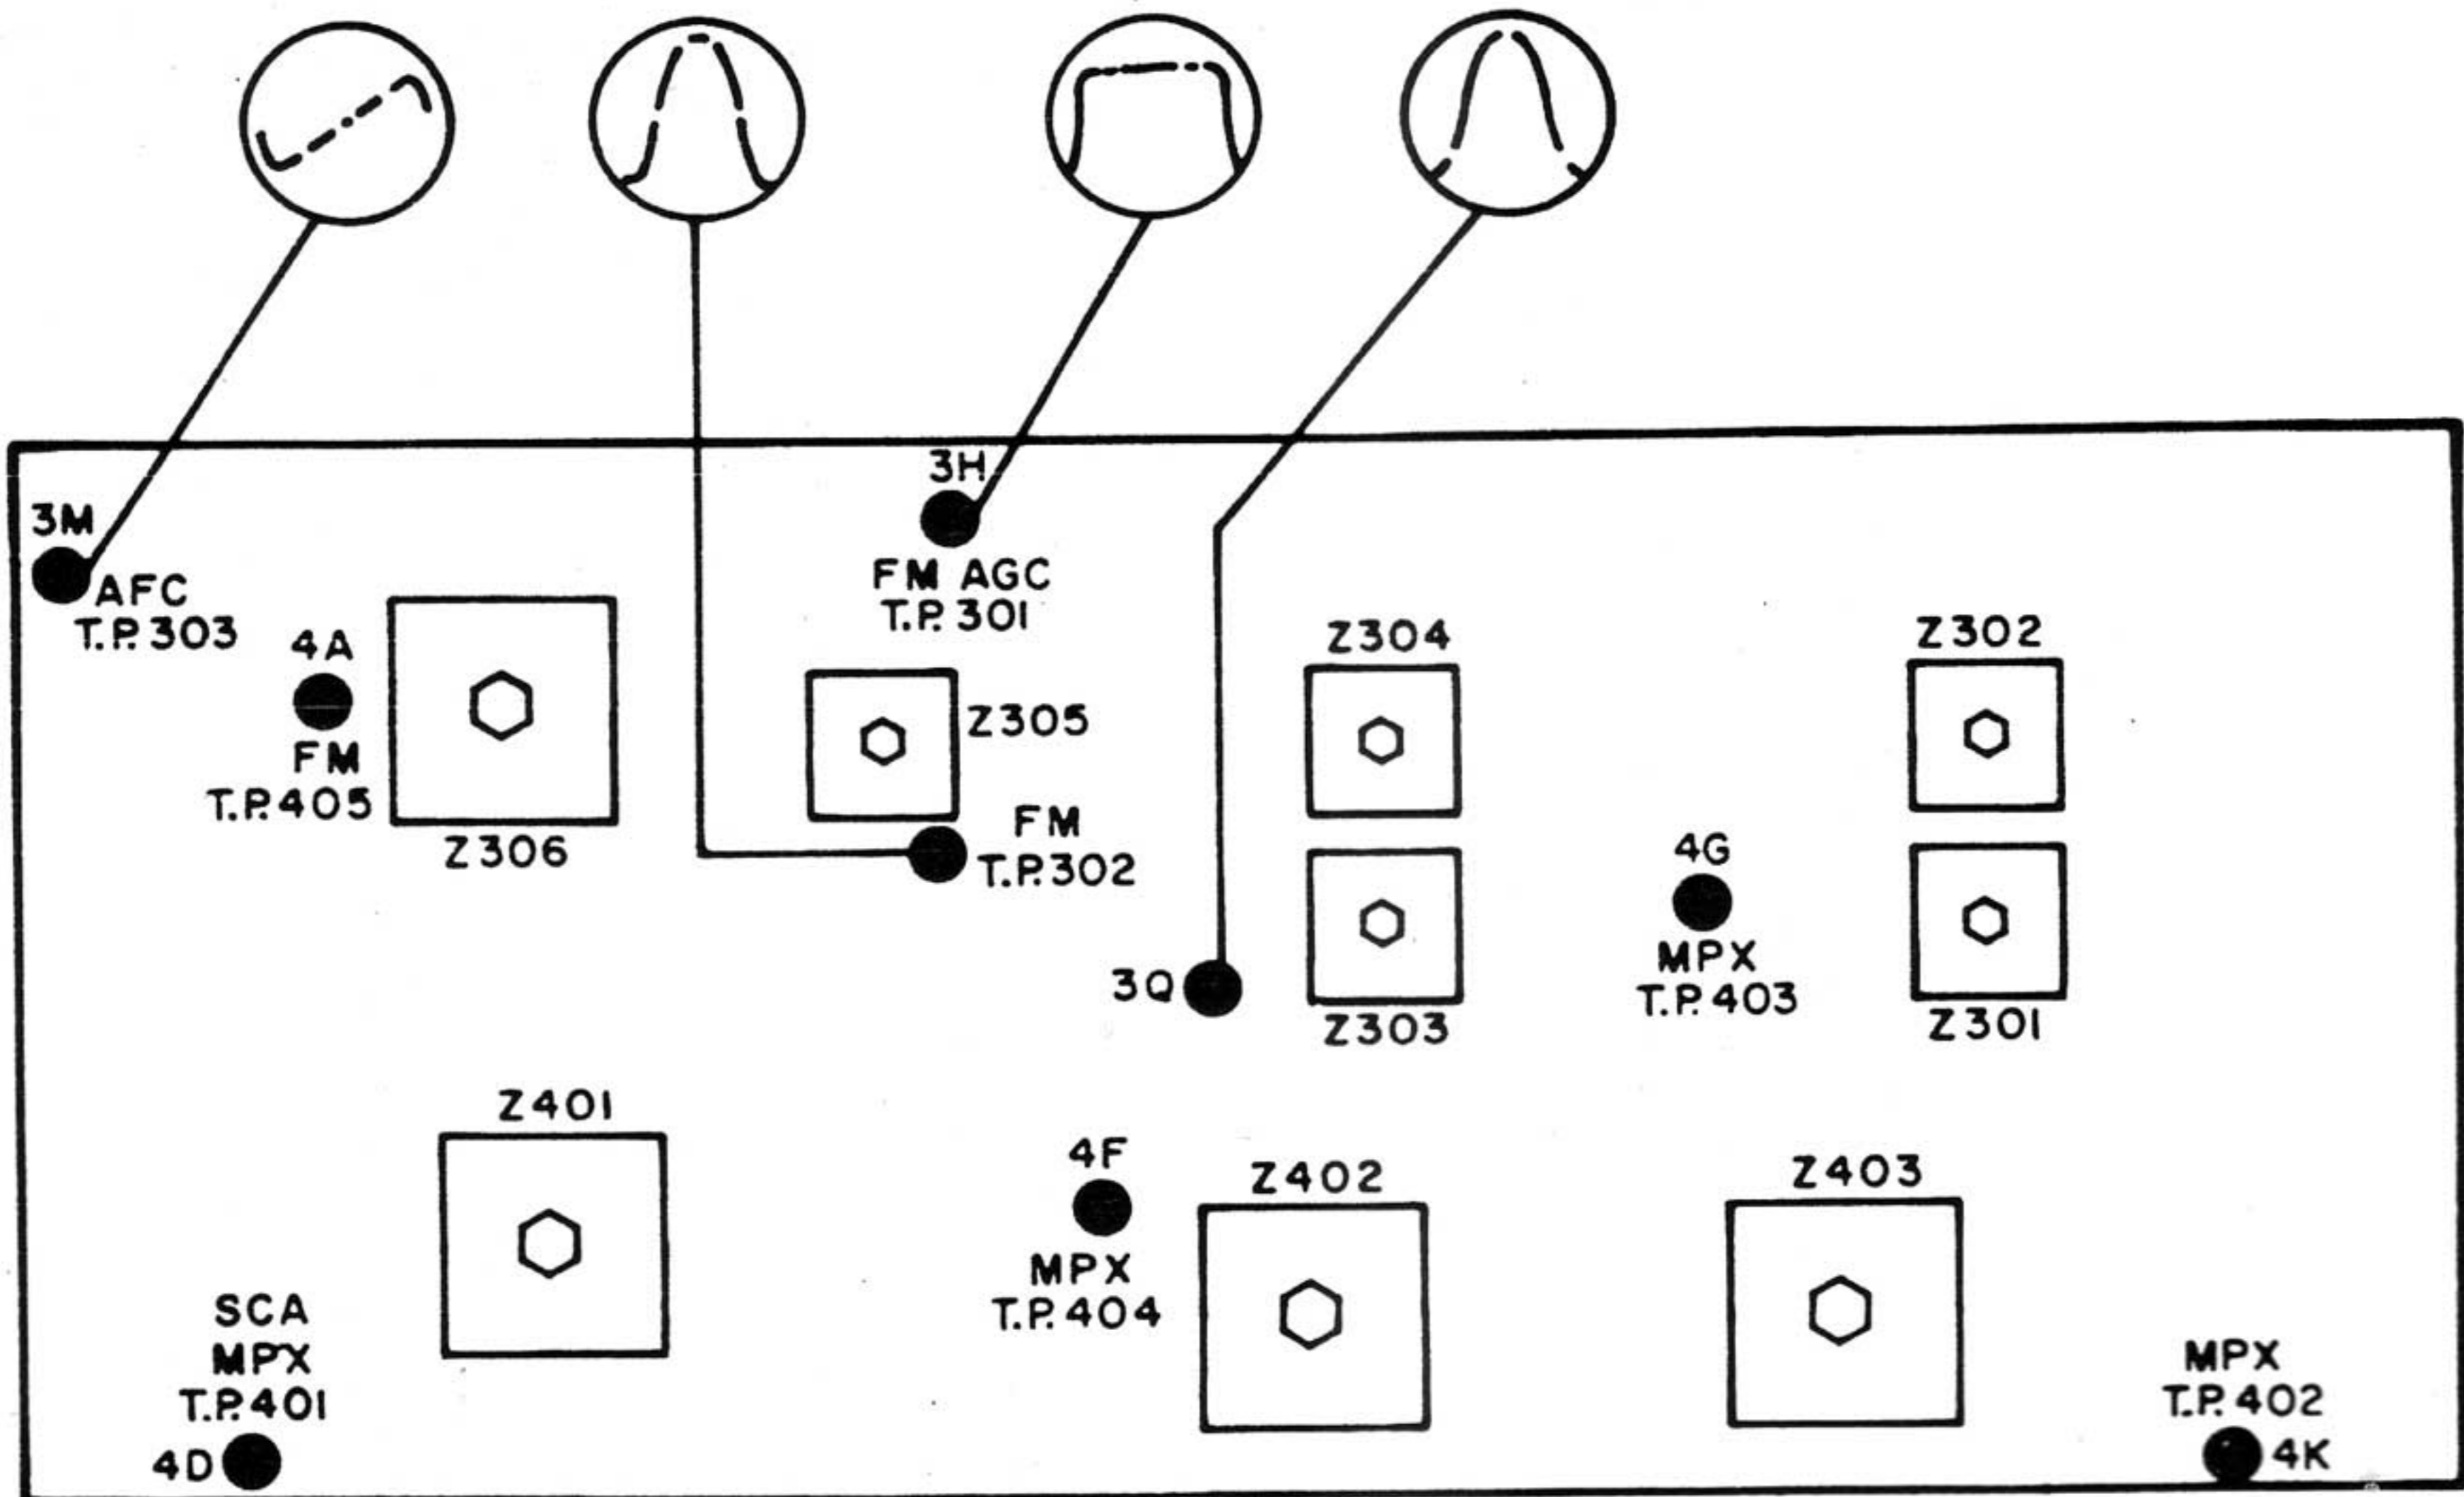 3M
AFC
T.P.303
3H
FM AGC
T.P. 301
4A
FM
T.P.405
Z306
Z305
FM
T.P.302
Z304
Z303
3Q
4G
MPX
T.P.403
Z302
Z301
Z401
SCA
MPX
T.P.401
4D
4F
MPX
T.P.404
Z402
Z403
MPX
T.P.402
4K